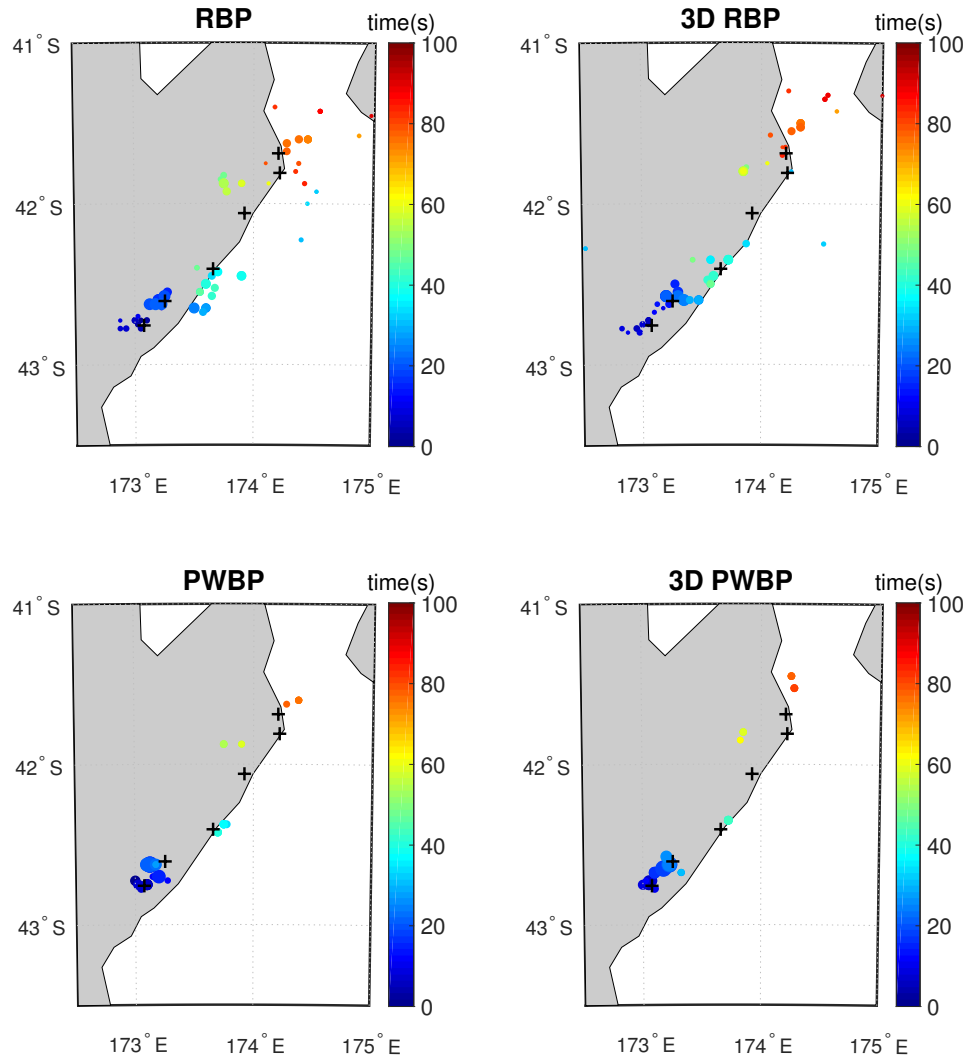 RBP time(s)
41° S
42° S
43° S
173° E 174° E 175° E
100
80
60
40
20
0
3D RBP time(s)
41° S
42° S
43° S
173° E 174° E 175° E
100
80
60
40
20
0
PWBP time(s)
41° S
42° S
43° S
173° E 174° E 175° E
100
80
60
40
20
0
3D PWBP time(s)
41° S
42° S
43° S
173° E 174° E 175° E
100
80
60
40
20
0